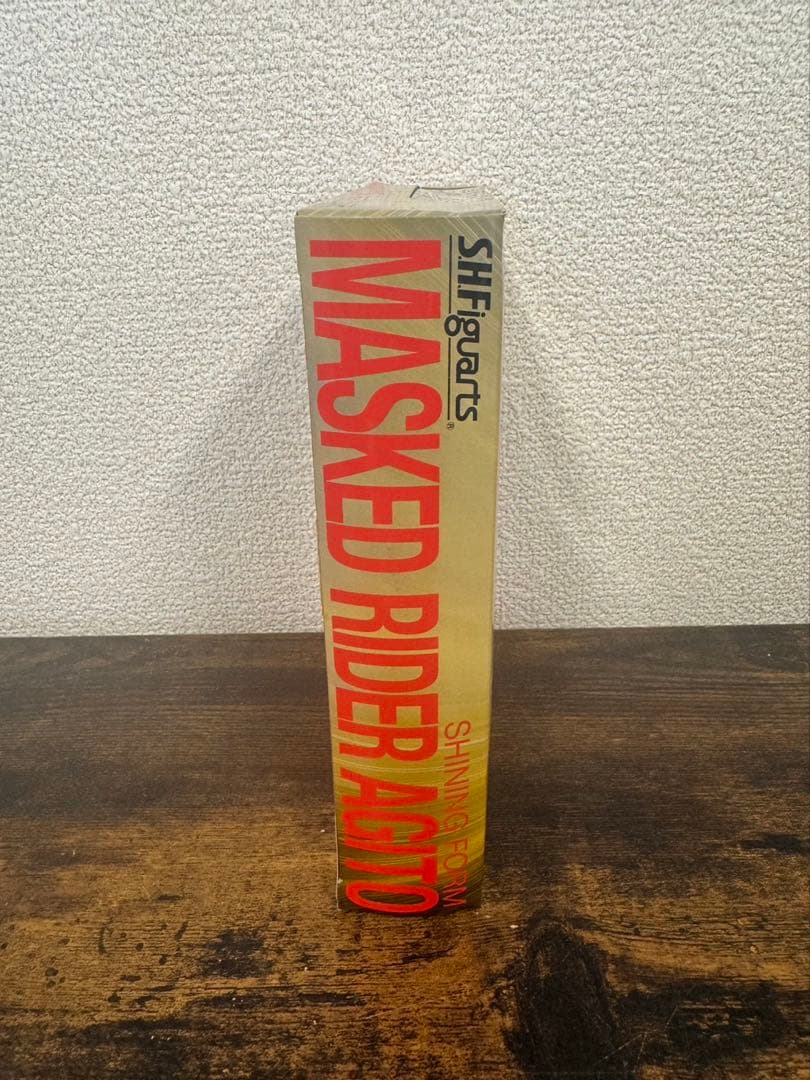 S.H.Figuarts®
MASKED RIDER AGITO
SHINING FORM